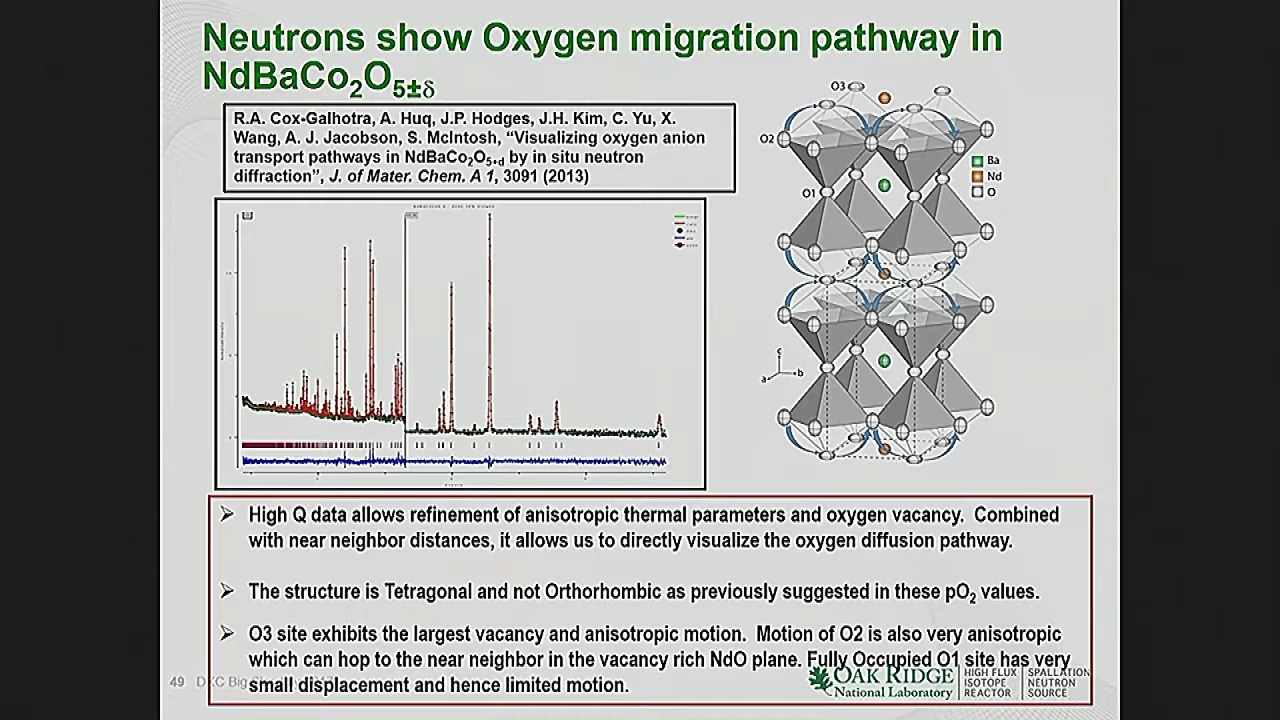 Neutrons show Oxygen migration pathway in
NdBaCo₂O₅±δ
R.A. Cox-Galhotra, A. Huq, J.P. Hodges, J.H. Kim, C. Yu, X.
Wang, A. J. Jacobson, S. McIntosh, “Visualizing oxygen anion
transport pathways in NdBaCo₂O₅₊d by in situ neutron
diffraction”, J. of Mater. Chem. A 1, 3091 (2013)
O3
O2
O1
Ba
Nd
O
c
a
b
➢ High Q data allows refinement of anisotropic thermal parameters and oxygen vacancy. Combined
with near neighbor distances, it allows us to directly visualize the oxygen diffusion pathway.
➢ The structure is Tetragonal and not Orthorhombic as previously suggested in these pO₂ values.
➢ O3 site exhibits the largest vacancy and anisotropic motion. Motion of O2 is also very anisotropic
which can hop to the near neighbor in the vacancy rich NdO plane. Fully Occupied O1 site has very
small displacement and hence limited motion.
49
OAK RIDGE
National Laboratory
HIGH FLUX
ISOTOPE
REACTOR
SPALLATION
NEUTRON
SOURCE